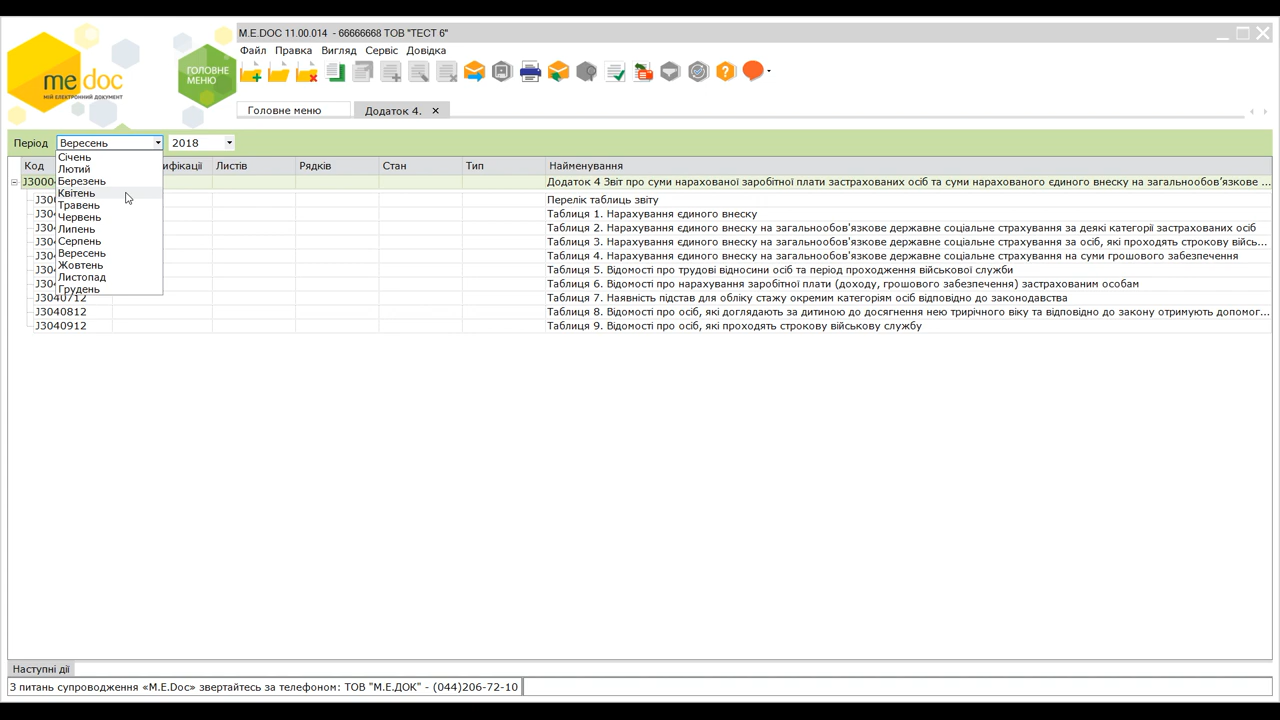 me doc
МІЙ ЕЛЕКТРОННИЙ ДОКУМЕНТ
ГОЛОВНЕ
МЕНЮ
M.E.DOC 11.00.014 - 66666668 ТОВ "ТЕСТ 6"
Файл Правка Вигляд Сервіс Довідка
Головне меню Додаток 4.
Період Вересень 2018
Січень
Лютий
Березень
Квітень
Травень
Червень
Липень
Серпень
Вересень
Жовтень
Листопад
Грудень
Код ифікації Листів Рядків Стан Тип Найменування
J3000 Додаток 4 Звіт про суми нарахованої заробітної плати застрахованих осіб та суми нарахованого єдиного внеску на загальнообов'язкове ...
Перелік таблиць звіту
Таблиця 1. Нарахування єдиного внеску
Таблиця 2. Нарахування єдиного внеску на загальнообов'язкове державне соціальне страхування за деякі категорії застрахованих осіб
Таблиця 3. Нарахування єдиного внеску на загальнообов'язкове державне соціальне страхування за осіб, які проходять строкову війсь...
Таблиця 4. Нарахування єдиного внеску на загальнообов'язкове державне соціальне страхування на суми грошового забезпечення
Таблиця 5. Відомості про трудові відносини осіб та період проходження військової служби
Таблиця 6. Відомості про нарахування заробітної плати (доходу, грошового забезпечення) застрахованим особам
J3040712 Таблиця 7. Наявність підстав для обліку стажу окремим категоріям осіб відповідно до законодавства
J3040812 Таблиця 8. Відомості про осіб, які доглядають за дитиною до досягнення нею трирічного віку та відповідно до закону отримують допомог...
J3040912 Таблиця 9. Відомості про осіб, які проходять строкову військову службу
Наступні дії
З питань супроводження «M.E.Doc» звертайтесь за телефоном: ТОВ "М.Е.ДОК" - (044)206-72-10